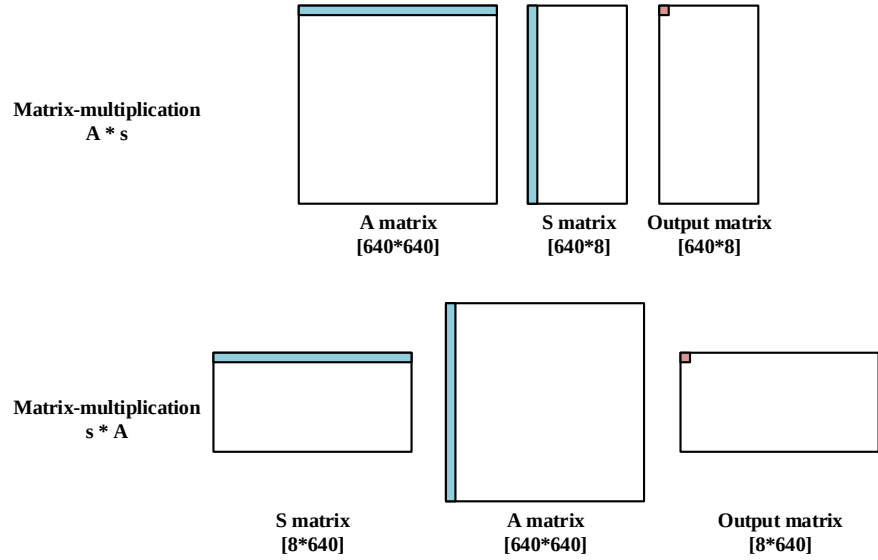 Matrix-multiplication
A * s
A matrix
[640*640]
S matrix
[640*8]
Output matrix
[640*8]
Matrix-multiplication
s * A
S matrix
[8*640]
A matrix
[640*640]
Output matrix
[8*640]